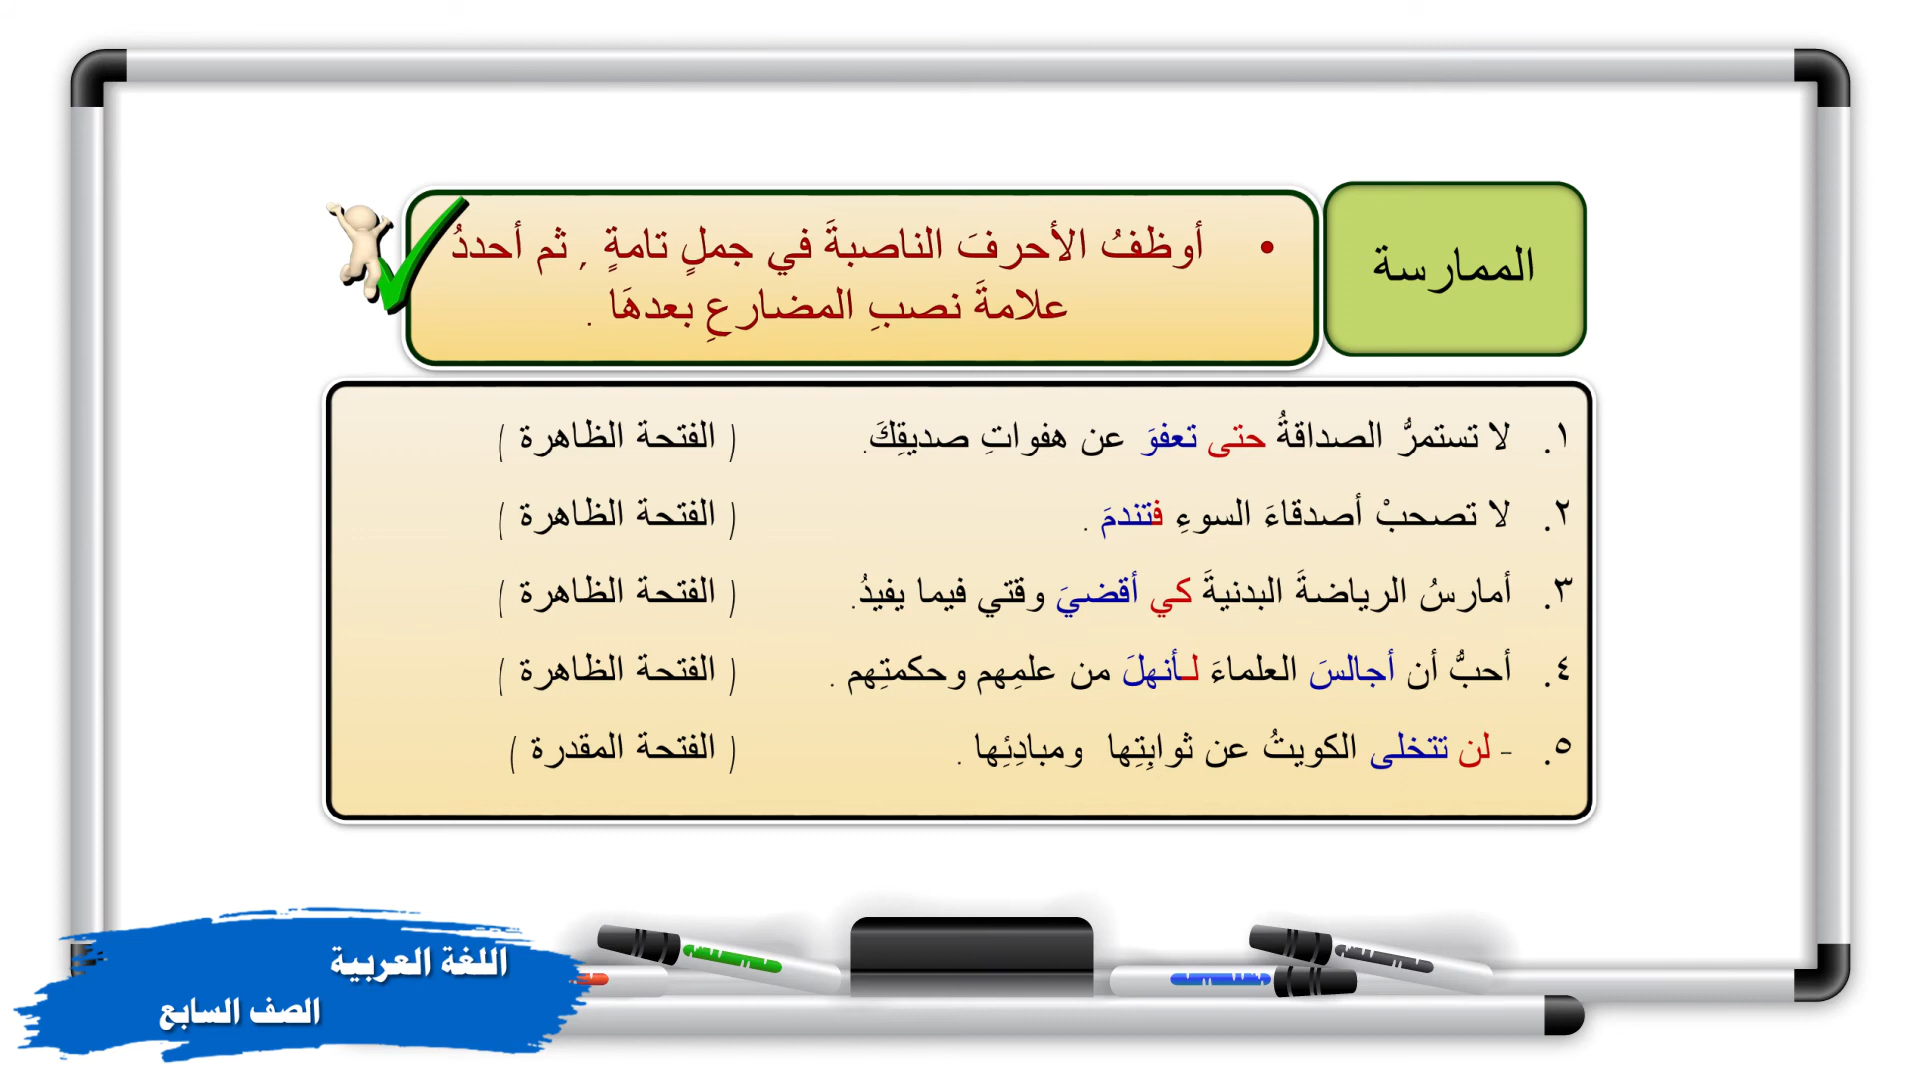 الممارسة
• أوظفُ الأحرفَ الناصبةَ في جملٍ تامةٍ , ثم أحددُ
علامةَ نصبِ المضارعِ بعدهَا .
١. لا تستمرُّ الصداقةُ حتى تعفوَ عن هفواتِ صديقِكَ. ( الفتحة الظاهرة )
٢. لا تصحبْ أصدقاءَ السوءِ فتندمَ . ( الفتحة الظاهرة )
٣. أمارسُ الرياضةَ البدنيةَ كي أقضيَ وقتي فيما يفيدُ. ( الفتحة الظاهرة )
٤. أحبُّ أن أجالسَ العلماءَ لـأنهلَ من علمِهم وحكمتِهم . ( الفتحة الظاهرة )
٥. - لن تتخلى الكويتُ عن ثوابِتِها ومبادِئِها . ( الفتحة المقدرة )
اللغة العربية
الصف السابع